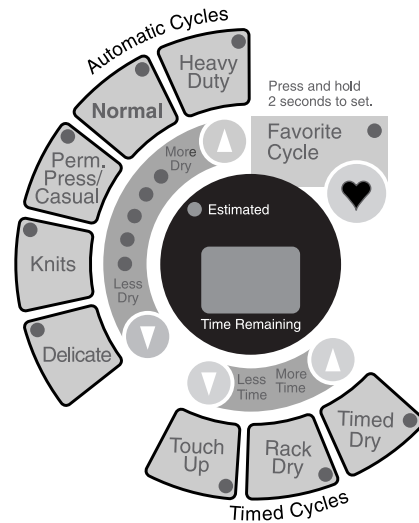 Automatic Cycles
Heavy
Duty
Normal
Perm.
Press/
Casual
Knits
Delicate
More
Dry
Less
Dry
Press and hold
2 seconds to set.
Favorite
Cycle
Estimated
Time Remaining
Less
Time
More
Time
Touch
Up
Rack
Dry
Timed
Dry
Timed Cycles